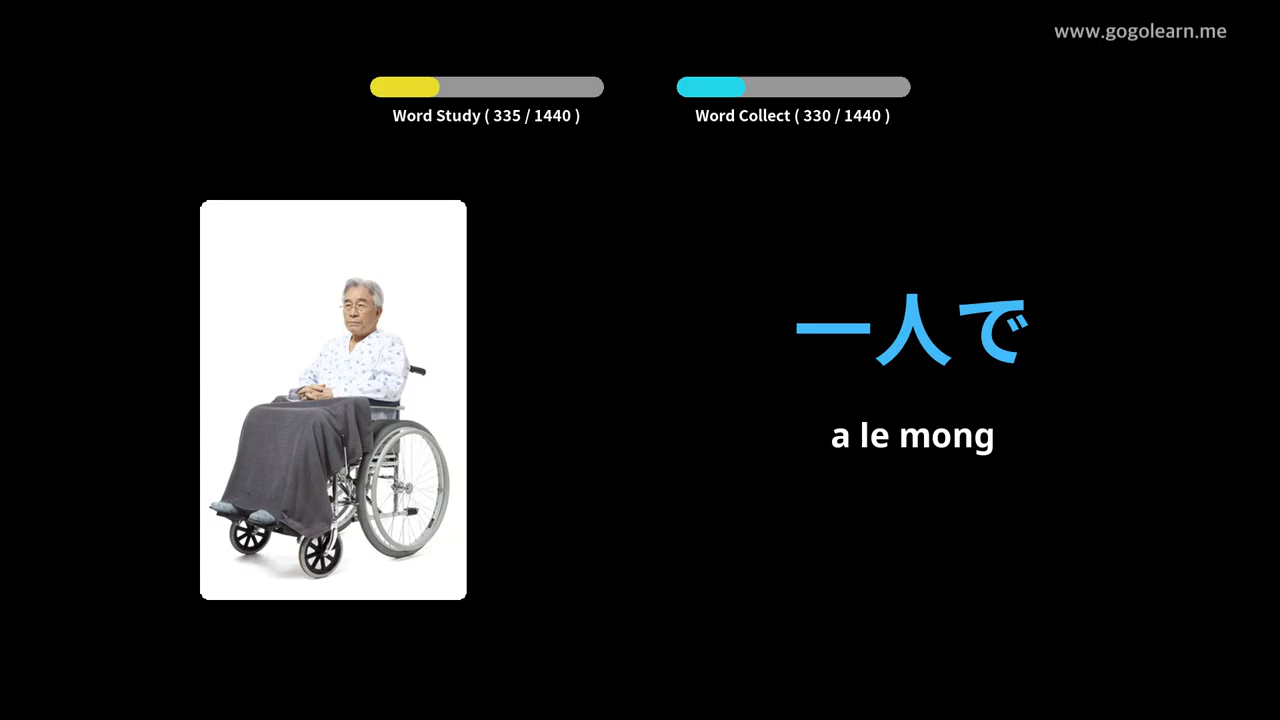 www.gogolearn.me
Word Study ( 335 / 1440 )
Word Collect ( 330 / 1440 )
一人で
a le mong